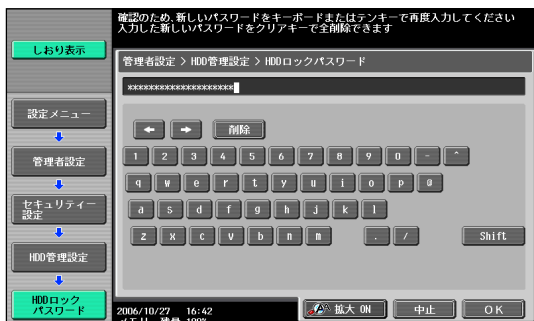 確認のため、新しいパスワードをキーボードまたはテンキーで再度入力してください
入力した新しいパスワードをクリアキーで全削除できます
しおり表示
管理者設定 > HDD管理設定 > HDDロックパスワード
********************
設定メニュー
管理者設定
セキュリティー
設定
HDD管理設定
HDDロック
パスワード
← → 削除
1 2 3 4 5 6 7 8 9 0 - ^
q w e r t y u i o p @
a s d f g h j k l
z x c v b n m . / Shift
2006/10/27 16:42
メモリー残量 100%
拡大 ON 中止 OK